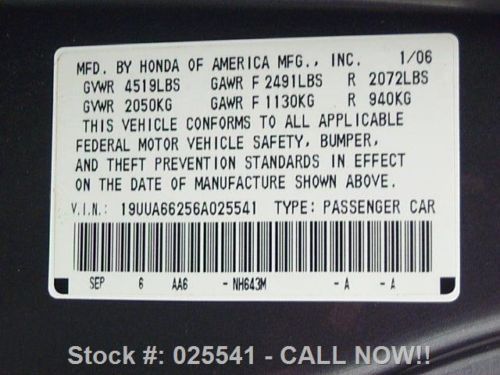 MFD. BY HONDA OF AMERICA MFG., INC. 1/06
GVWR 4519LBS GAWR F 2491LBS R 2072LBS
GVWR 2050KG GAWR F 1130KG R 940KG
THIS VEHICLE CONFORMS TO ALL APPLICABLE
FEDERAL MOTOR VEHICLE SAFETY, BUMPER,
AND THEFT PREVENTION STANDARDS IN EFFECT
ON THE DATE OF MANUFACTURE SHOWN ABOVE.
V.I.N.: 19UUA66256A025541 TYPE: PASSENGER CAR
SEP 6 AA6 - NH643M - A - A
Stock #: 025541 - CALL NOW!!